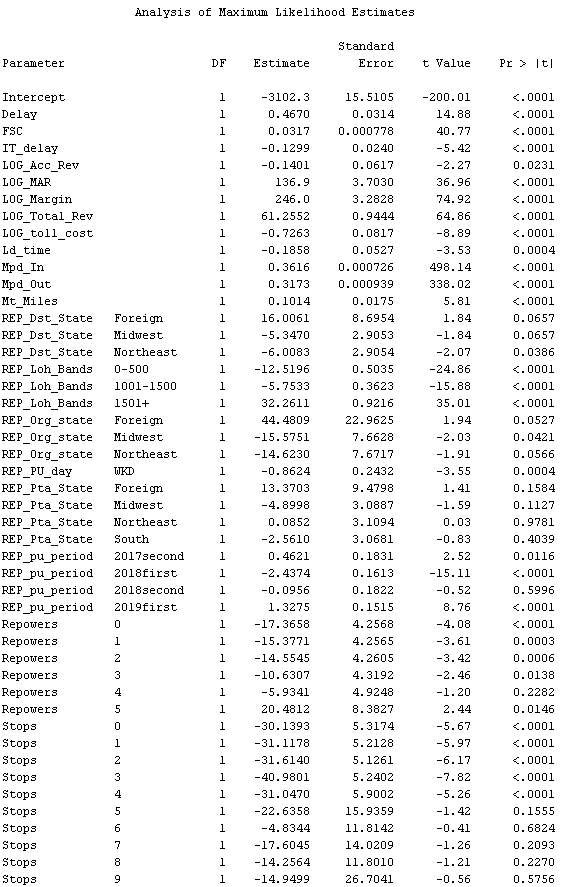 Analysis of Maximum Likelihood Estimates
Standard
Parameter DF Estimate Error t Value Pr > |t|
Intercept 1 -3102.3 15.5105 -200.01 <.0001
Delay 1 0.4670 0.0314 14.88 <.0001
FSC 1 0.0317 0.000778 40.77 <.0001
IT_delay 1 -0.1299 0.0240 -5.42 <.0001
LOG_Acc_Rev 1 -0.1401 0.0617 -2.27 0.0231
LOG_MAR 1 136.9 3.7030 36.96 <.0001
LOG_Margin 1 246.0 3.2828 74.92 <.0001
LOG_Total_Rev 1 61.2552 0.9444 64.86 <.0001
LOG_toll_cost 1 -0.7263 0.0817 -8.89 <.0001
Ld_time 1 -0.1858 0.0527 -3.53 0.0004
Mpd_In 1 0.3616 0.000726 498.14 <.0001
Mpd_Out 1 0.3173 0.000939 338.02 <.0001
Mt_Miles 1 0.1014 0.0175 5.81 <.0001
REP_Dst_State Foreign 1 16.0061 8.6954 1.84 0.0657
REP_Dst_State Midwest 1 -5.3470 2.9053 -1.84 0.0657
REP_Dst_State Northeast 1 -6.0083 2.9054 -2.07 0.0386
REP_Loh_Bands 0-500 1 -12.5196 0.5035 -24.86 <.0001
REP_Loh_Bands 1001-1500 1 -5.7533 0.3623 -15.88 <.0001
REP_Loh_Bands 1501+ 1 32.2611 0.9216 35.01 <.0001
REP_Org_state Foreign 1 44.4809 22.9625 1.94 0.0527
REP_Org_state Midwest 1 -15.5751 7.6628 -2.03 0.0421
REP_Org_state Northeast 1 -14.6230 7.6717 -1.91 0.0566
REP_PU_day WKD 1 -0.8624 0.2432 -3.55 0.0004
REP_Pta_State Foreign 1 13.3703 9.4798 1.41 0.1584
REP_Pta_State Midwest 1 -4.8998 3.0887 -1.59 0.1127
REP_Pta_State Northeast 1 0.0852 3.1094 0.03 0.9781
REP_Pta_State South 1 -2.5610 3.0681 -0.83 0.4039
REP_pu_period 2017second 1 0.4621 0.1831 2.52 0.0116
REP_pu_period 2018first 1 -2.4374 0.1613 -15.11 <.0001
REP_pu_period 2018second 1 -0.0956 0.1822 -0.52 0.5996
REP_pu_period 2019first 1 1.3275 0.1515 8.76 <.0001
Repowers 0 1 -17.3658 4.2568 -4.08 <.0001
Repowers 1 1 -15.3771 4.2565 -3.61 0.0003
Repowers 2 1 -14.5545 4.2605 -3.42 0.0006
Repowers 3 1 -10.6307 4.3192 -2.46 0.0138
Repowers 4 1 -5.9341 4.9248 -1.20 0.2282
Repowers 5 1 20.4812 8.3827 2.44 0.0146
Stops 0 1 -30.1393 5.3174 -5.67 <.0001
Stops 1 1 -31.1178 5.2128 -5.97 <.0001
Stops 2 1 -31.6140 5.1261 -6.17 <.0001
Stops 3 1 -40.9801 5.2402 -7.82 <.0001
Stops 4 1 -31.0470 5.9002 -5.26 <.0001
Stops 5 1 -22.6358 15.9359 -1.42 0.1555
Stops 6 1 -4.8344 11.8142 -0.41 0.6824
Stops 7 1 -17.6045 14.0209 -1.26 0.2093
Stops 8 1 -14.2564 11.8010 -1.21 0.2270
Stops 9 1 -14.9499 26.7041 -0.56 0.5756